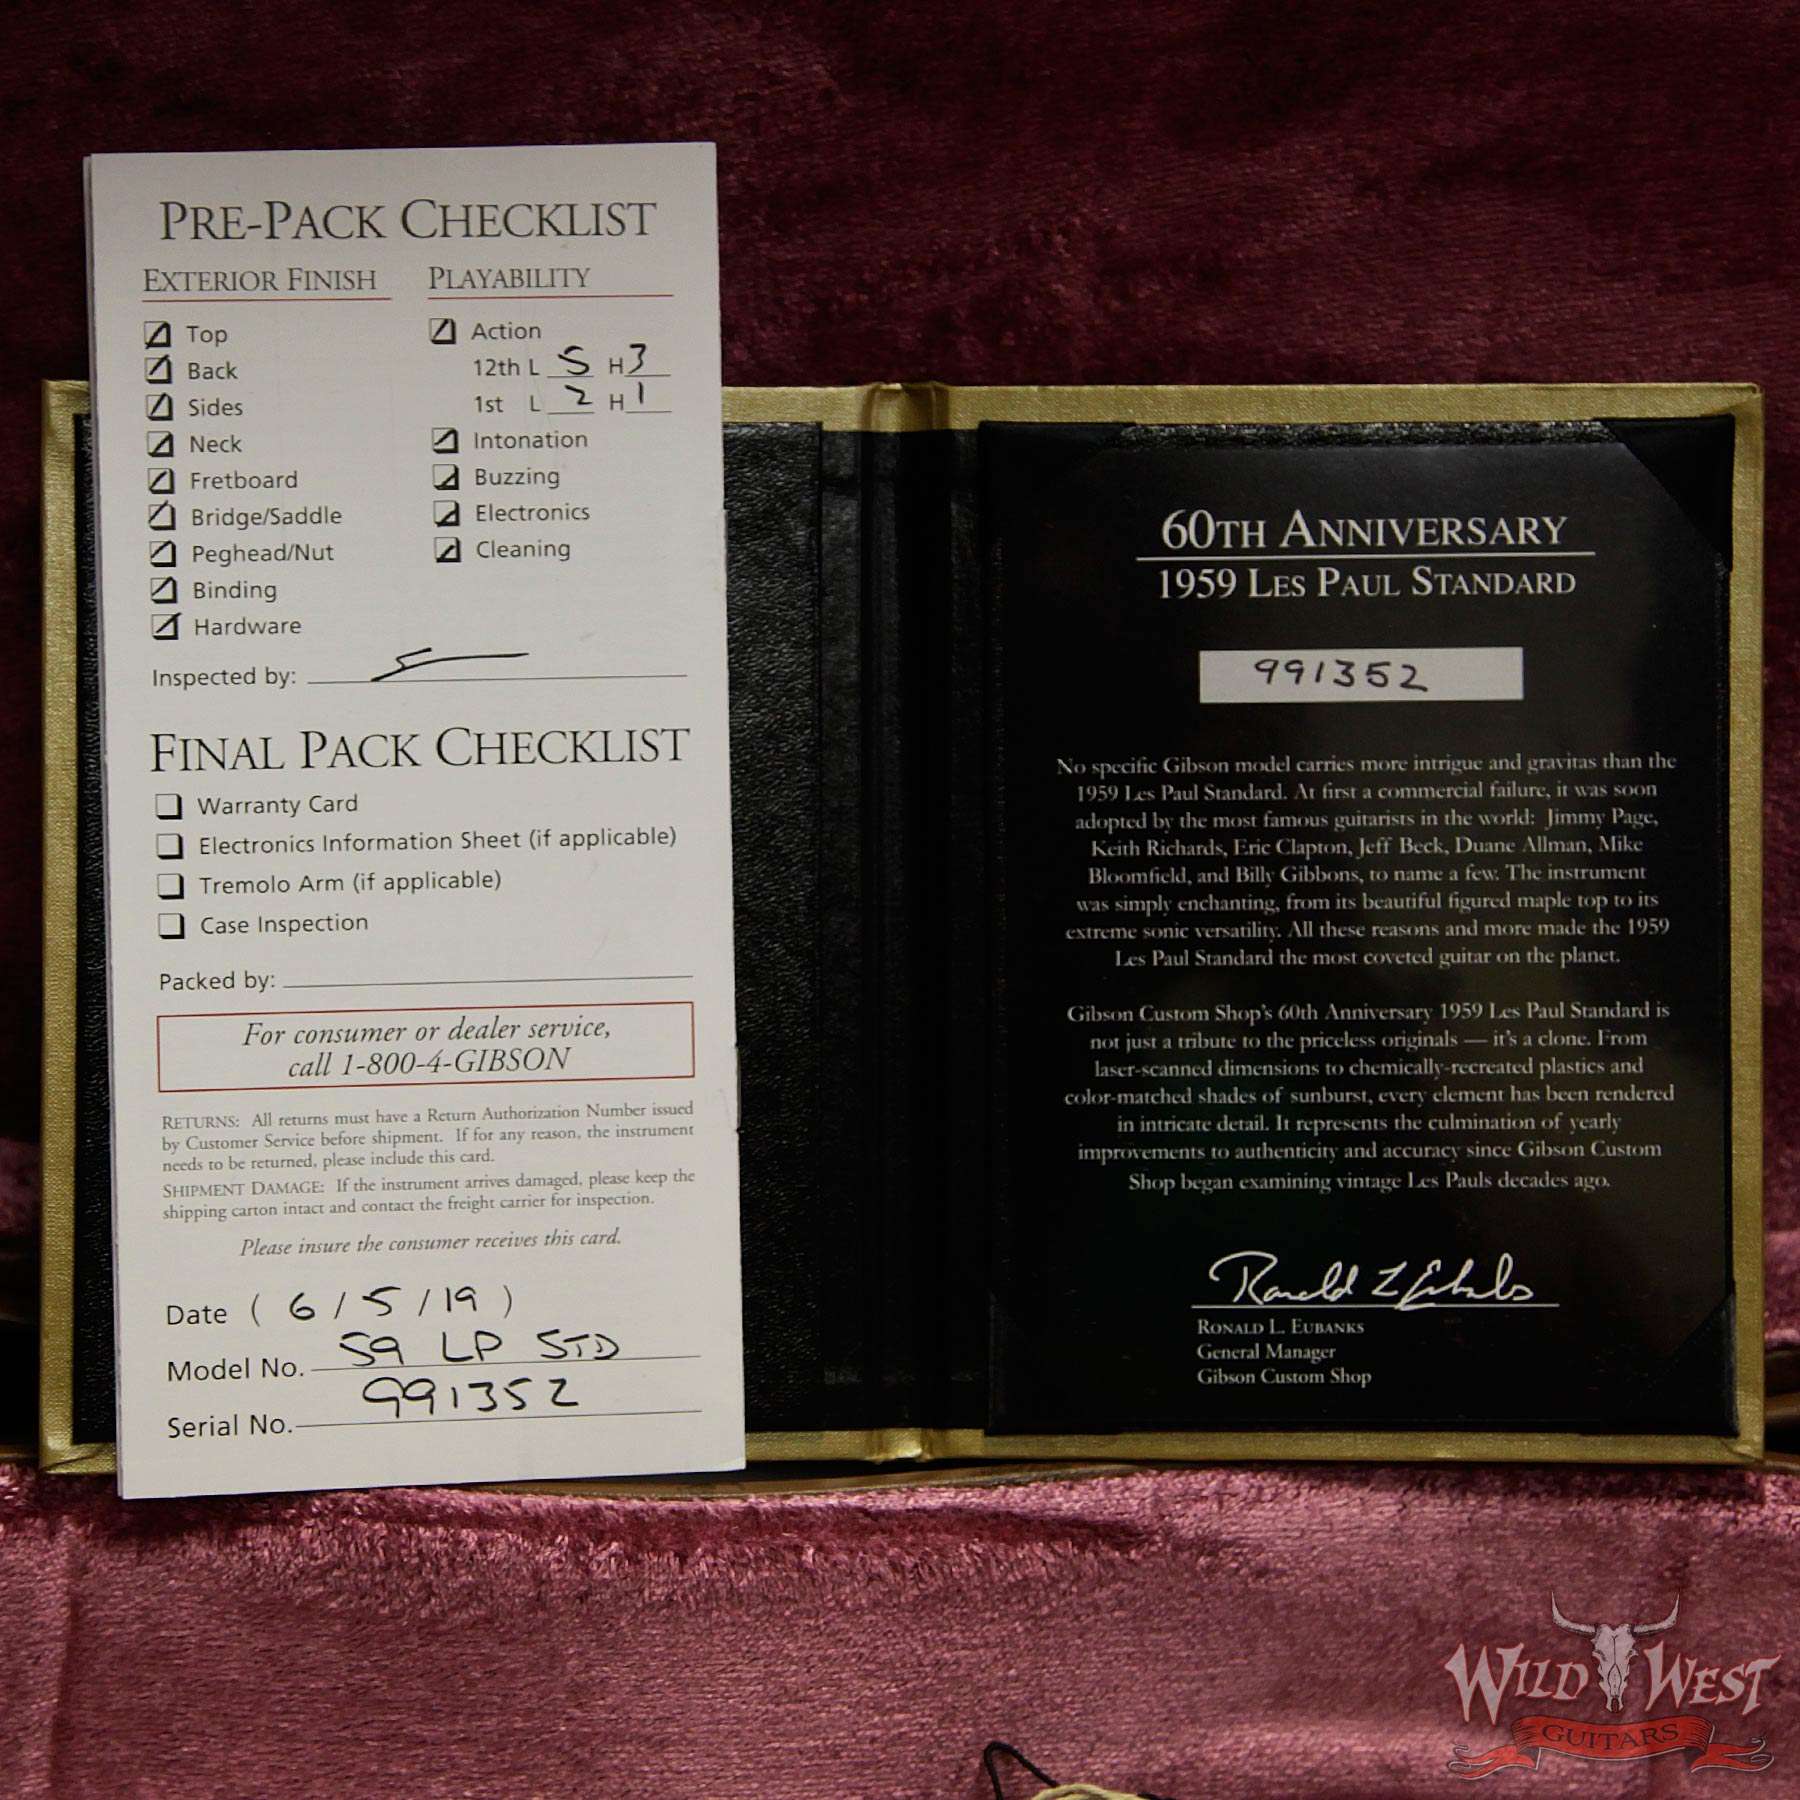 PRE-PACK CHECKLIST
EXTERIOR FINISH
Top
Back
Sides
Neck
Fretboard
Bridge/Saddle
Peghead/Nut
Binding
Hardware
PLAYABILITY
Action
12th L 5 H 3
1st L 2 H 1
Intonation
Buzzing
Electronics
Cleaning
Inspected by:
FINAL PACK CHECKLIST
Warranty Card
Electronics Information Sheet (if applicable)
Tremolo Arm (if applicable)
Case Inspection
Packed by:
For consumer or dealer service,
call 1-800-4-GIBSON
RETURNS: All returns must have a Return Authorization Number issued
by Customer Service before shipment. If for any reason, the instrument
needs to be returned, please include this card.
SHIPMENT DAMAGE: If the instrument arrives damaged, please keep the
shipping carton intact and contact the freight carrier for inspection.
Please insure the consumer receives this card.
Date ( 6 / 5 / 19 )
Model No. 59 LP STD
Serial No. 991352
60TH ANNIVERSARY
1959 LES PAUL STANDARD
991352
No specific Gibson model carries more intrigue and gravitas than the
1959 Les Paul Standard. At first a commercial failure, it was soon
adopted by the most famous guitarists in the world: Jimmy Page,
Keith Richards, Eric Clapton, Jeff Beck, Duane Allman, Mike
Bloomfield, and Billy Gibbons, to name a few. The instrument
was simply enchanting, from its beautiful figured maple top to its
extreme sonic versatility. All these reasons and more made the 1959
Les Paul Standard the most coveted guitar on the planet.
Gibson Custom Shop's 60th Anniversary 1959 Les Paul Standard is
not just a tribute to the priceless originals — it's a clone. From
laser-scanned dimensions to chemically-recreated plastics and
color-matched shades of sunburst, every element has been rendered
in intricate detail. It represents the culmination of yearly
improvements to authenticity and accuracy since Gibson Custom
Shop began examining vintage Les Pauls decades ago.
Ronald L Eubanks
RONALD L. EUBANKS
General Manager
Gibson Custom Shop
WILD WEST
GUITARS